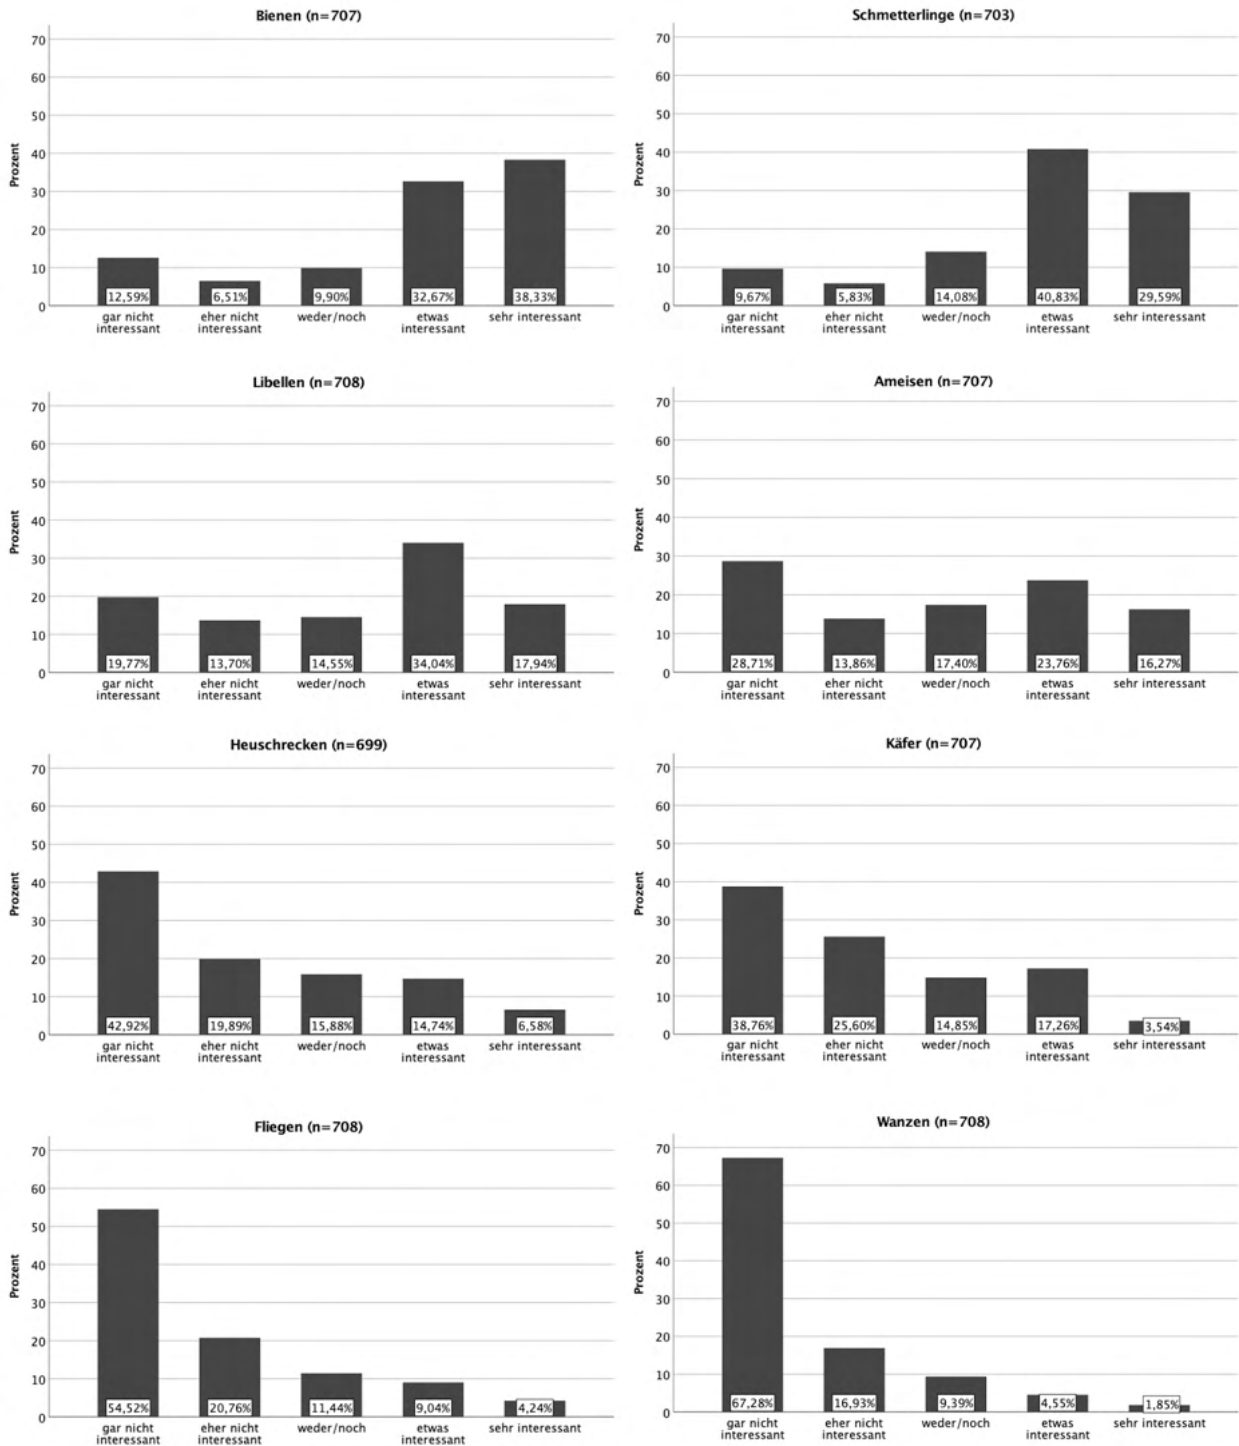 Bienen (n=707)
Prozent
70
60
50
40
30
20
10
0
12,59% 6,51% 9,90% 32,67% 38,33%
gar nicht eher nicht weder/noch etwas sehr interessant
interessant interessant interessant
Schmetterlinge (n=703)
Prozent
70
60
50
40
30
20
10
0
9,67% 5,83% 14,08% 40,83% 29,59%
gar nicht eher nicht weder/noch etwas sehr interessant
interessant interessant interessant
Libellen (n=708)
Prozent
70
60
50
40
30
20
10
0
19,77% 13,70% 14,55% 34,04% 17,94%
gar nicht eher nicht weder/noch etwas sehr interessant
interessant interessant interessant
Ameisen (n=707)
Prozent
70
60
50
40
30
20
10
0
28,71% 13,86% 17,40% 23,76% 16,27%
gar nicht eher nicht weder/noch etwas sehr interessant
interessant interessant interessant
Heuschrecken (n=699)
Prozent
70
60
50
40
30
20
10
0
42,92% 19,89% 15,88% 14,74% 6,58%
gar nicht eher nicht weder/noch etwas sehr interessant
interessant interessant interessant
Käfer (n=707)
Prozent
70
60
50
40
30
20
10
0
38,76% 25,60% 14,85% 17,26% 3,54%
gar nicht eher nicht weder/noch etwas sehr interessant
interessant interessant interessant
Fliegen (n=708)
Prozent
70
60
50
40
30
20
10
0
54,52% 20,76% 11,44% 9,04% 4,24%
gar nicht eher nicht weder/noch etwas sehr interessant
interessant interessant interessant
Wanzen (n=708)
Prozent
70
60
50
40
30
20
10
0
67,28% 16,93% 9,39% 4,55% 1,85%
gar nicht eher nicht weder/noch etwas sehr interessant
interessant interessant interessant